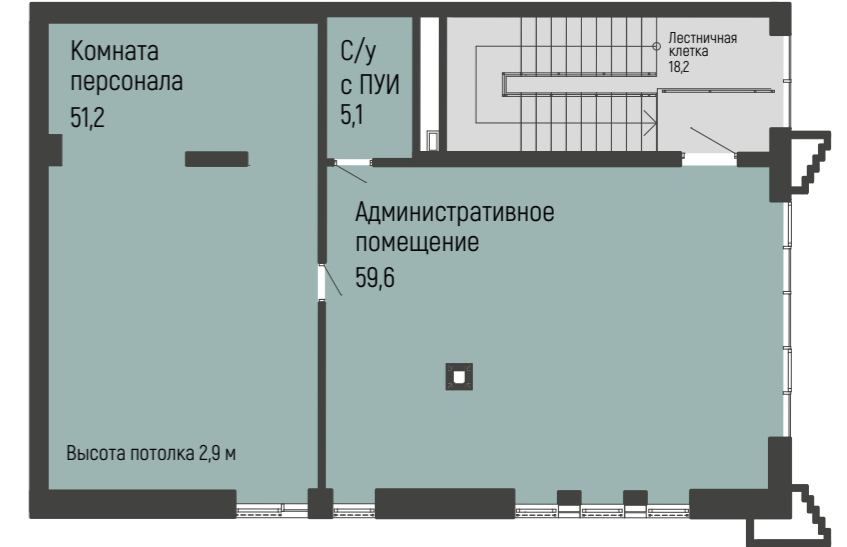 Комната
персонала
51,2
С/у
с ПУИ
5,1
Лестничная
клетка
18,2
Административное
помещение
59,6
Высота потолка 2,9 м